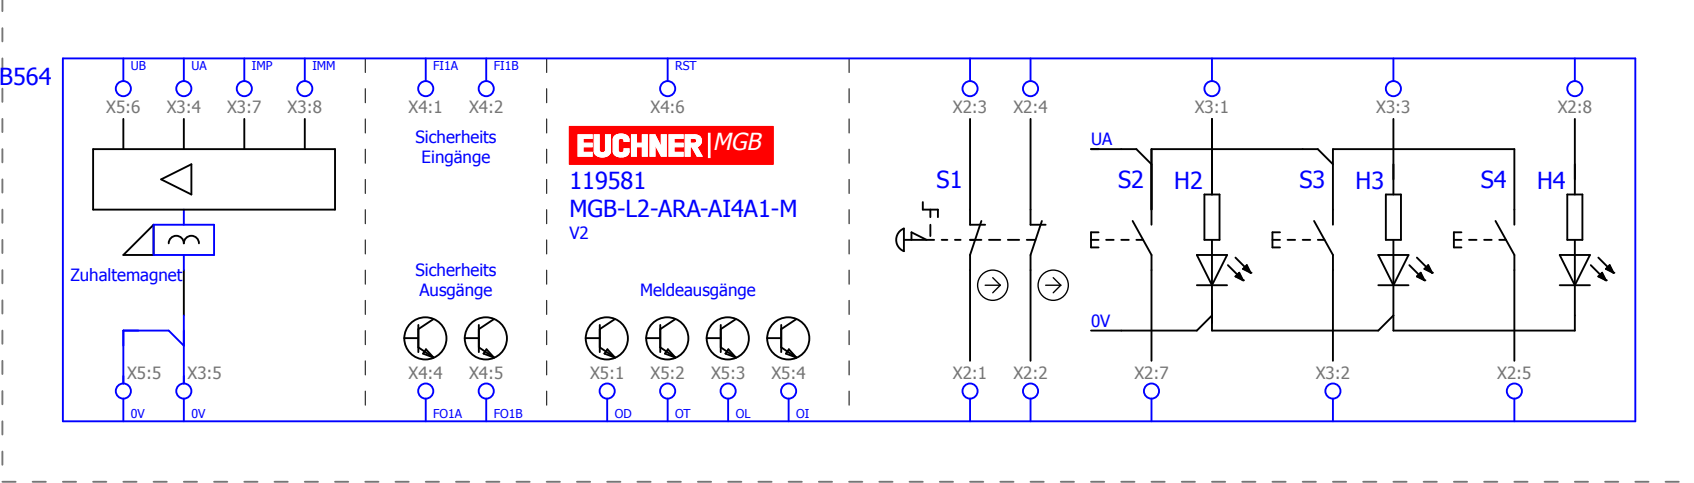 UB UA IMP IMM FI1A FI1B RST
B564
X5:6 X3:4 X3:7 X3:8 X4:1 X4:2 X4:6 X2:3 X2:4 X3:1 X3:3 X2:8
Sicherheits
Eingänge
EUCHNER|MGB
119581
MGB-L2-ARA-AI4A1-M
V2
UA
S1 S2 H2 S3 H3 S4 H4
Zuhaltemagnet
Sicherheits
Ausgänge
Meldeausgänge
0V
X5:5 X3:5 X4:4 X4:5 X5:1 X5:2 X5:3 X5:4 X2:1 X2:2 X2:7 X3:2 X2:5
0V 0V FO1A FO1B OD OT OL OI